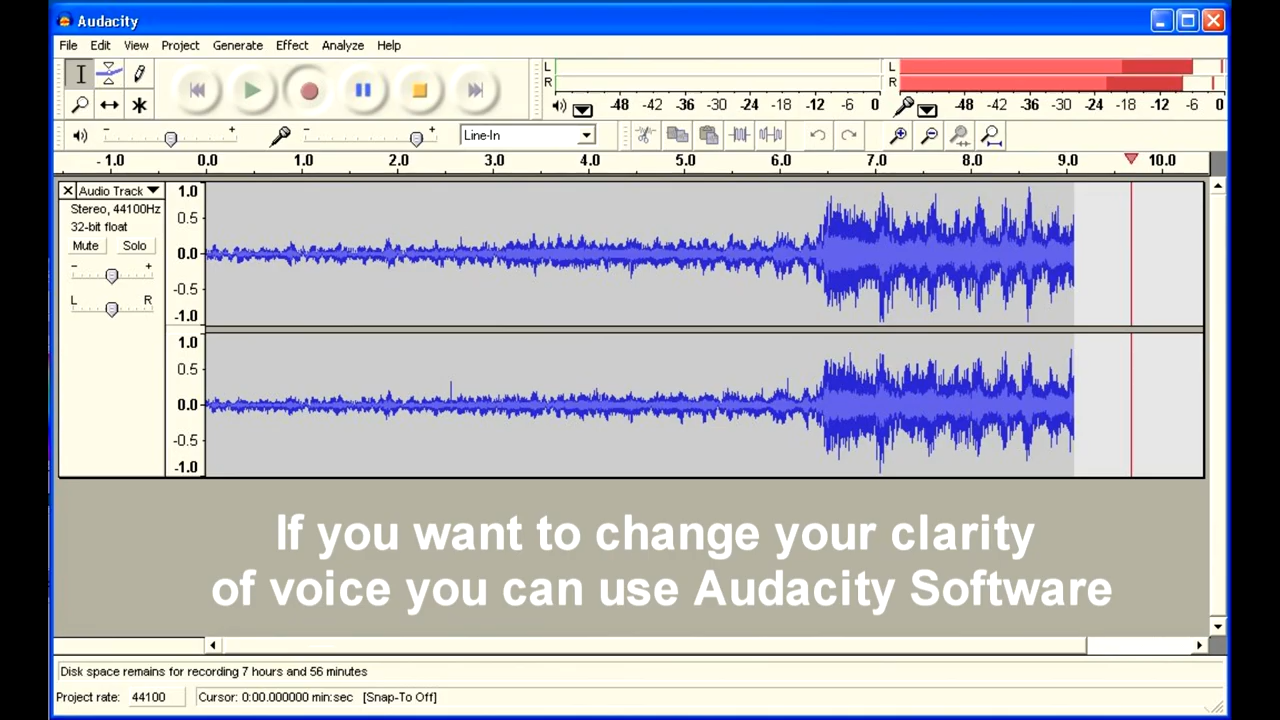 Audacity
File Edit View Project Generate Effect Analyze Help
L
R
-48 -42 -36 -30 -24 -18 -12 -6 0
L
R
-48 -42 -36 -30 -24 -18 -12 -6 0
- + - + Line-In
- 1.0 0.0 1.0 2.0 3.0 4.0 5.0 6.0 7.0 8.0 9.0 10.0
Audio Track
Stereo, 44100Hz
32-bit float
Mute Solo
- +
L R
1.0
0.5
0.0
-0.5
-1.0
1.0
0.5
0.0
-0.5
-1.0
If you want to change your clarity
of voice you can use Audacity Software
Disk space remains for recording 7 hours and 56 minutes
Project rate: 44100 Cursor: 0:00.000000 min:sec [Snap-To Off]